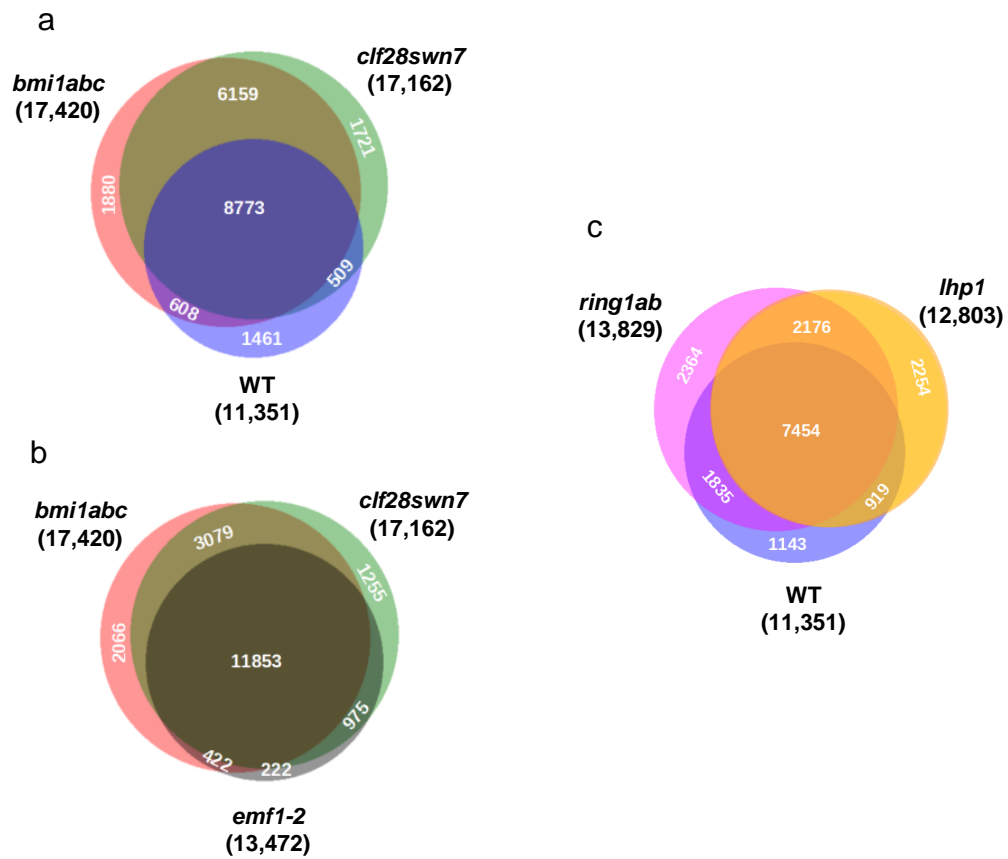 a
bmi1abc
(17,420)
clf28swn7
(17,162)
6159
1721
1880
8773
509
608
1461
WT
(11,351)
b
bmi1abc
(17,420)
clf28swn7
(17,162)
3079
1255
2066
11853
975
422
222
emf1-2
(13,472)
c
ring1ab
(13,829)
lhp1
(12,803)
2176
2364
2254
7454
1835
919
1143
WT
(11,351)